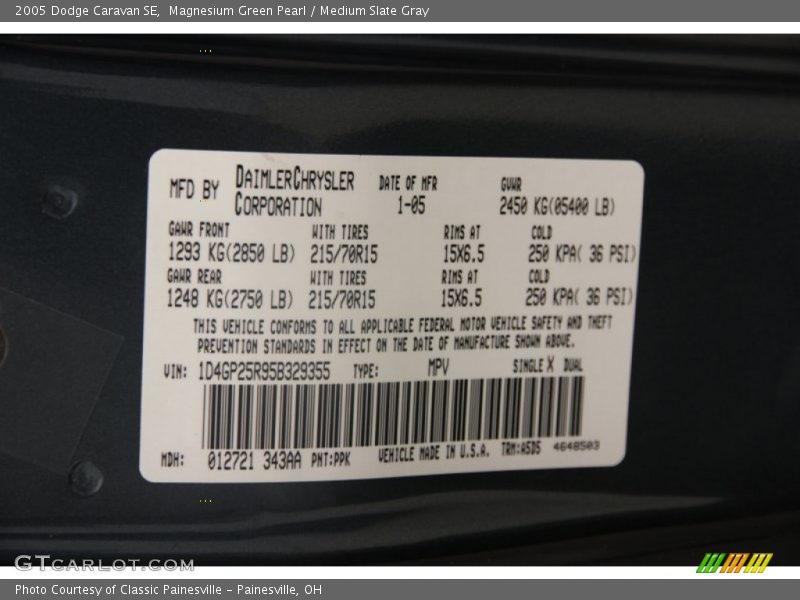 2005 Dodge Caravan SE,  Magnesium Green Pearl / Medium Slate Gray
MFD BY DAIMLERCHRYSLER CORPORATION DATE OF MFR 1-05 GVWR 2450 KG(05400 LB)
GAWR FRONT WITH TIRES RIMS AT COLD
1293 KG(2850 LB) 215/70R15 15X6.5 250 KPA( 36 PSI)
GAWR REAR WITH TIRES RIMS AT COLD
1248 KG(2750 LB) 215/70R15 15X6.5 250 KPA( 36 PSI)
THIS VEHICLE CONFORMS TO ALL APPLICABLE FEDERAL MOTOR VEHICLE SAFETY AND THEFT
PREVENTION STANDARDS IN EFFECT ON THE DATE OF MANUFACTURE SHOWN ABOVE.
VIN: 1D4GP25R95B329355 TYPE: MPV SINGLE X DUAL
MDH: 012721 343AA PNT:PPK VEHICLE MADE IN U.S.A. TRM:A5D5 4648503
GTCARLOT.COM
Photo Courtesy of Classic Painesville - Painesville, OH